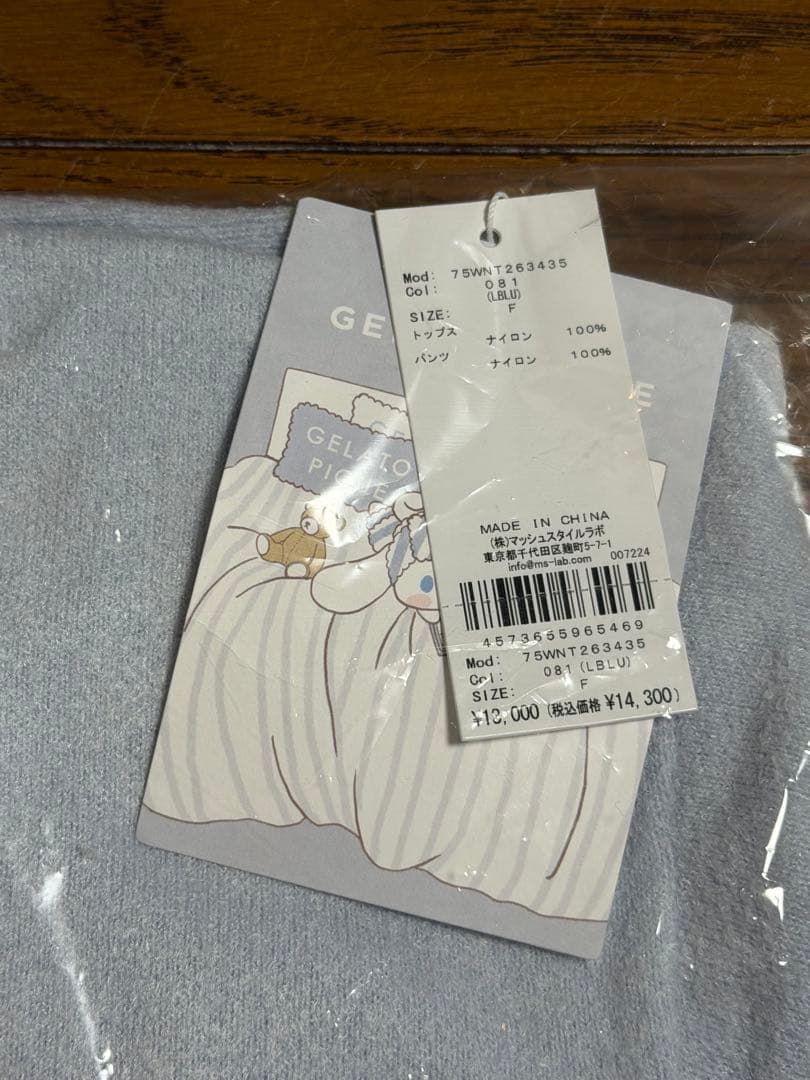 GE
E
GELATO
PIQUE
Mod: 75WNT263435
Col: 081
(LBLU)
SIZE: F
トップス ナイロン 100%
パンツ ナイロン 100%
MADE IN CHINA
(株)マッシュスタイルラボ
東京都千代田区麹町5-7-1
info@ms-lab.com 007224
4573655965469
Mod: 75WNT263435
Col: 081(LBLU)
SIZE: F
¥13,000(税込価格 ¥14,300)